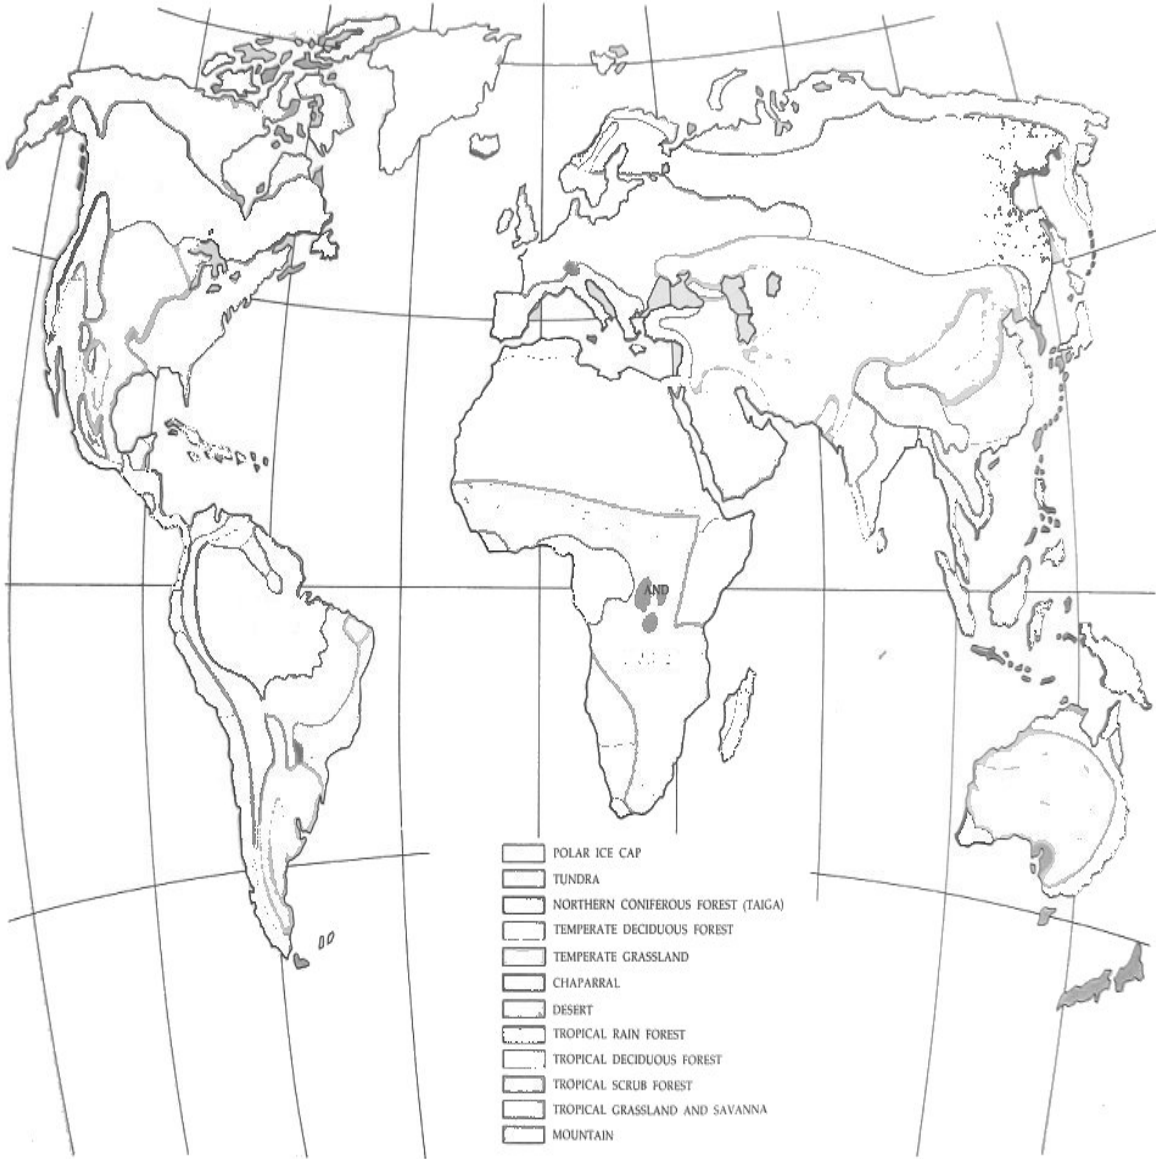 AND
POLAR ICE CAP
TUNDRA
NORTHERN CONIFEROUS FOREST (TAIGA)
TEMPERATE DECIDUOUS FOREST
TEMPERATE GRASSLAND
CHAPARRAL
DESERT
TROPICAL RAIN FOREST
TROPICAL DECIDUOUS FOREST
TROPICAL SCRUB FOREST
TROPICAL GRASSLAND AND SAVANNA
MOUNTAIN